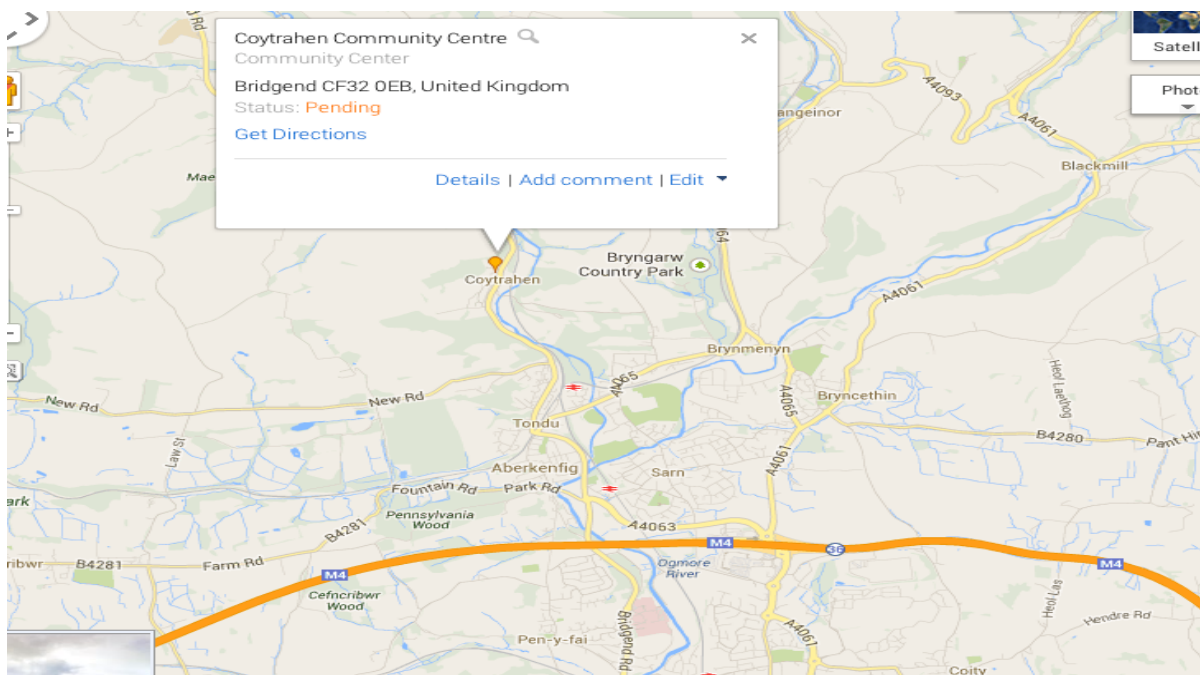 Rd
Coytrahen Community Centre
Community Center
Bridgend CF32 0EB, United Kingdom
Status: Pending
Get Directions
Details | Add comment | Edit
Satell
Phot
A4093
A4061
angeinor
Blackmill
Mae
64
Bryngarw
Country Park
Coytrahen
A4061
Brynmenyn
A4065
A4065
Bryncethin
Heol Laethog
New Rd
New Rd
Tondu
Law St
B4280
Pant Hir
A4061
Aberkenfig
Sarn
Fountain Rd
Park Rd
ark
Pennsylvania
Wood
B4281
A4063
M4
36
ribwr
B4281
Farm Rd
M4
Ogmore
River
M4
Cefncribwr
Wood
Heol Las
Hendre Rd
Bridgend Rd
A4061
Pen-y-fai
Coity